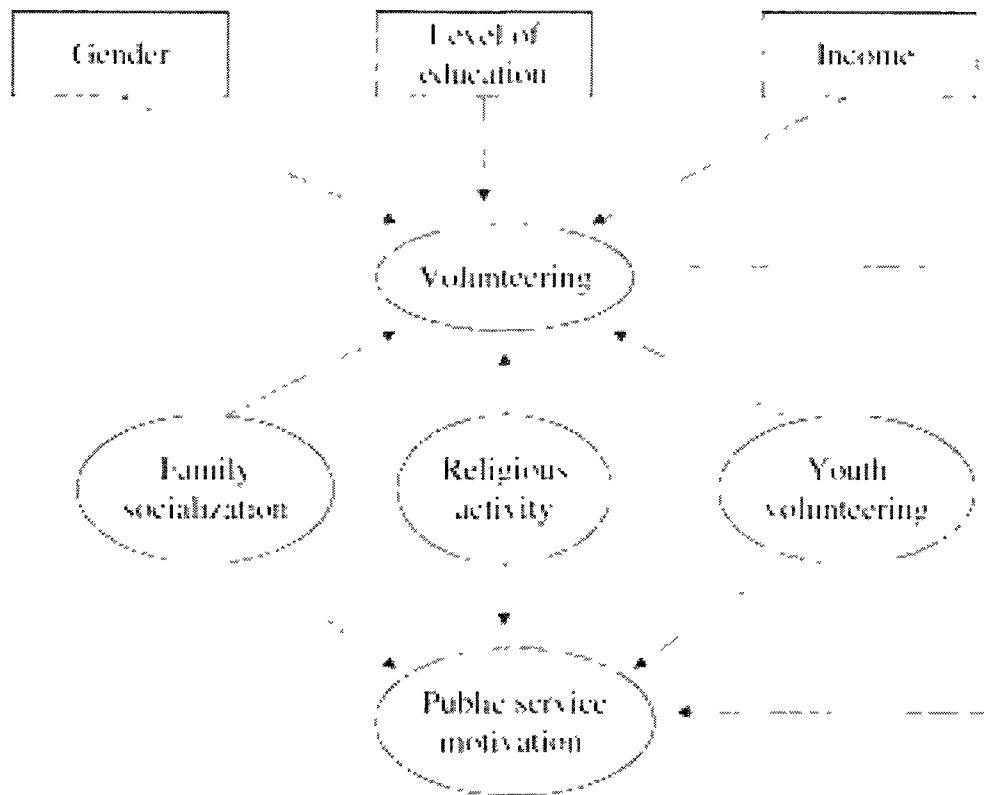 Gender
Level of
education
Income
Volunteering
Family
socialization
Religious
activity
Youth
volunteering
Public service
motivation